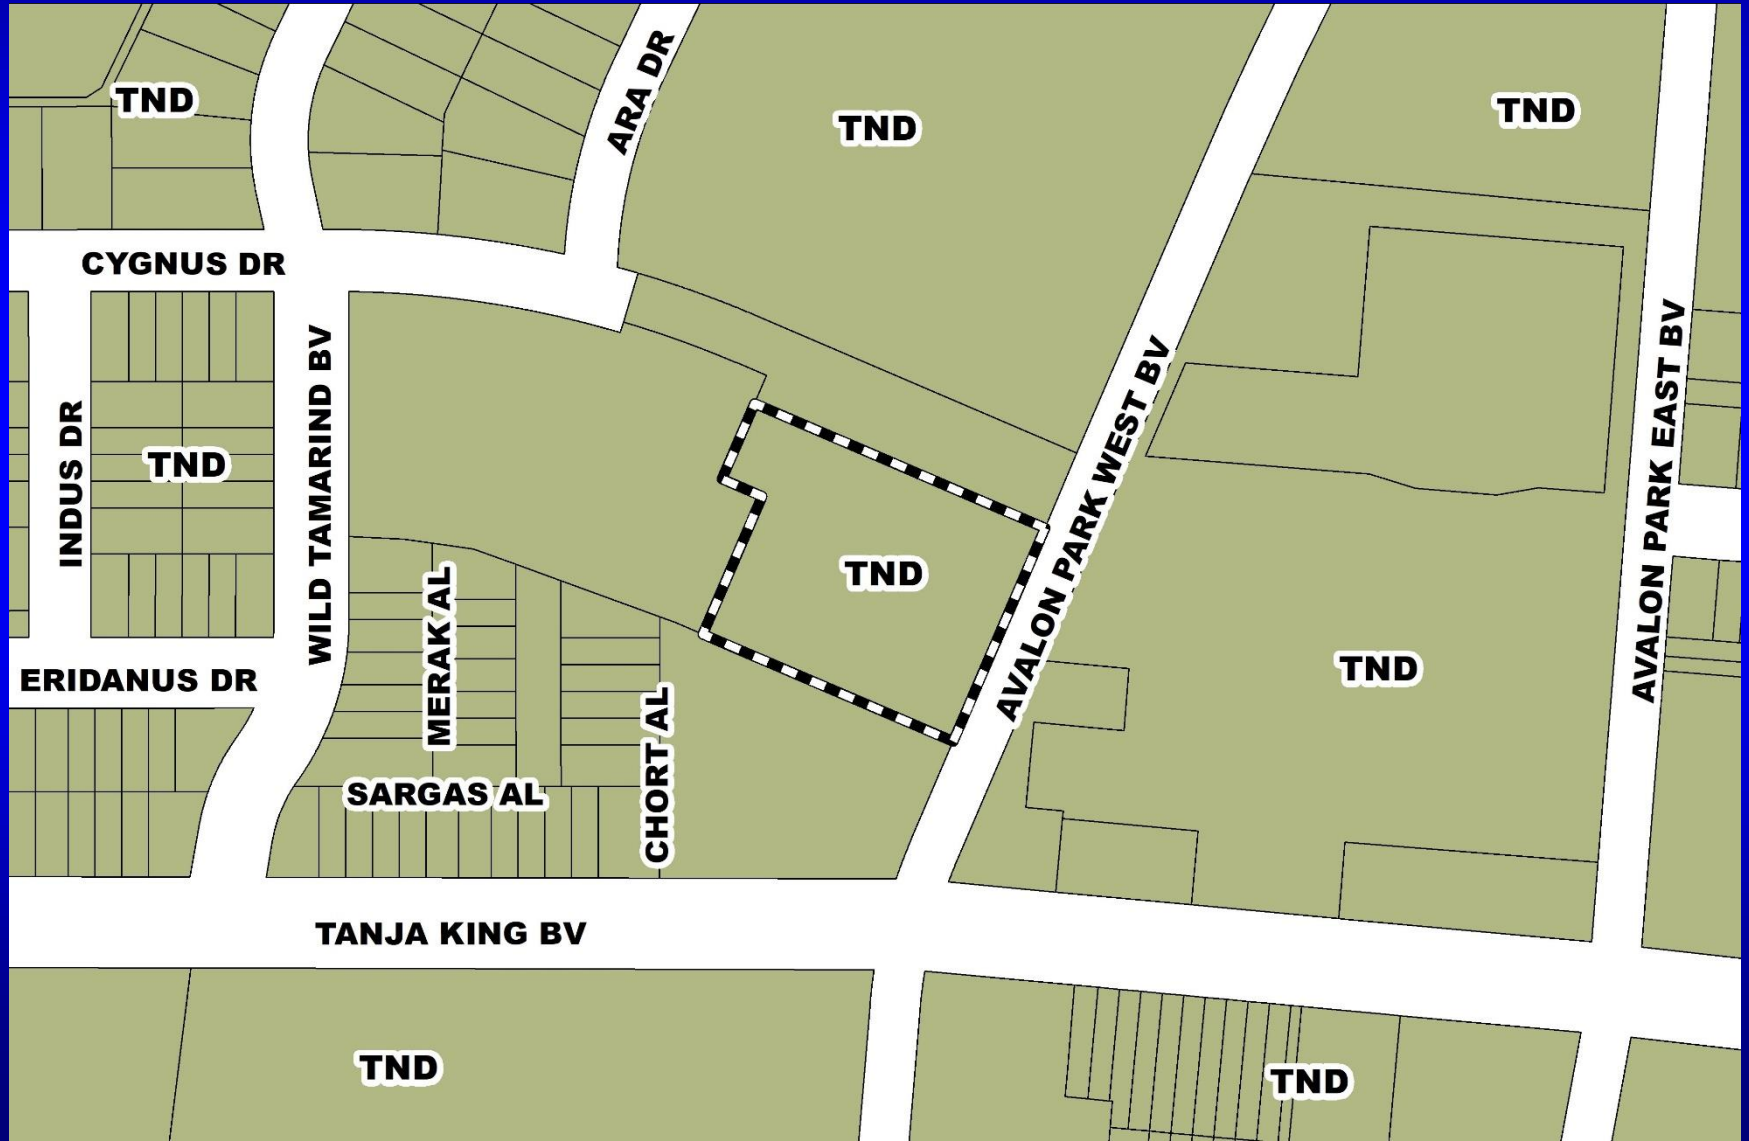 ARA DR
TND
TND
TND
CYGNUS DR
WILD TAMARIND BV
AVALON PARK WEST BV
AVALON PARK EAST BV
INDUS DR
TND
TND
MERAK AL
TND
ERIDANUS DR
CHORT AL
SARGAS AL
TANJA KING BV
TND
TND